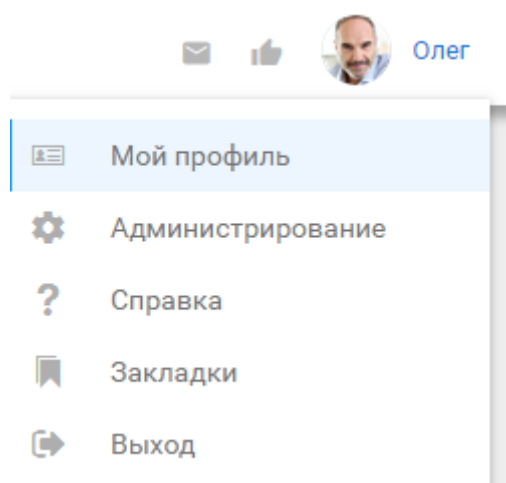 Олег
Мой профиль
Администрирование
Справка
Закладки
Выход